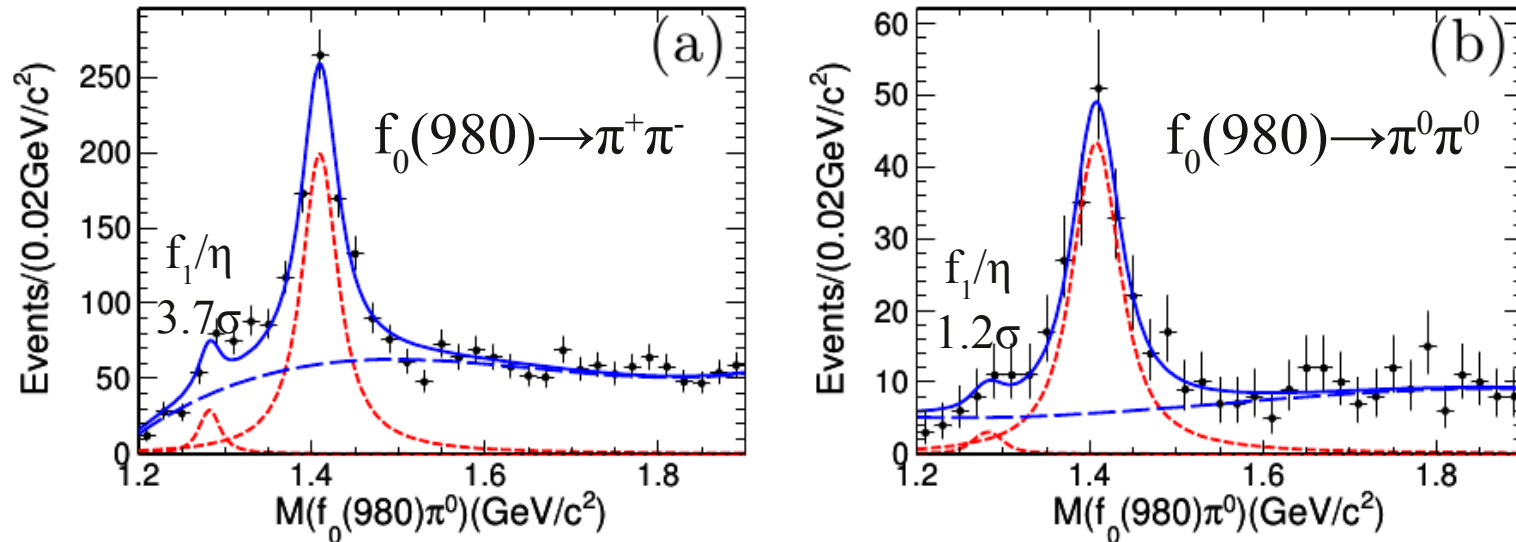 (a)
f₀(980)→π⁺π⁻
f₁/η
3.7σ
Events/(0.02GeV/c²)
250
200
150
100
50
0
1.2 1.4 1.6 1.8
M(f₀(980)π⁰)(GeV/c²)
(b)
f₀(980)→π⁰π⁰
f₁/η
1.2σ
Events/(0.02GeV/c²)
60
50
40
30
20
10
0
1.2 1.4 1.6 1.8
M(f₀(980)π⁰)(GeV/c²)